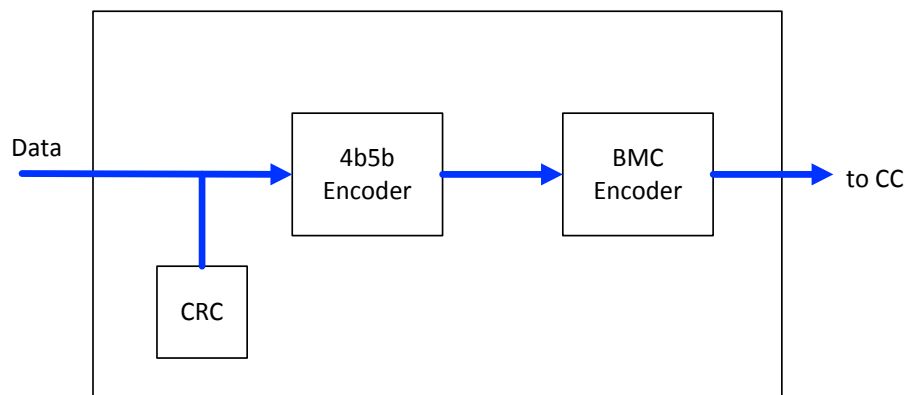 Data
4b5b
Encoder
BMC
Encoder
to CC
CRC